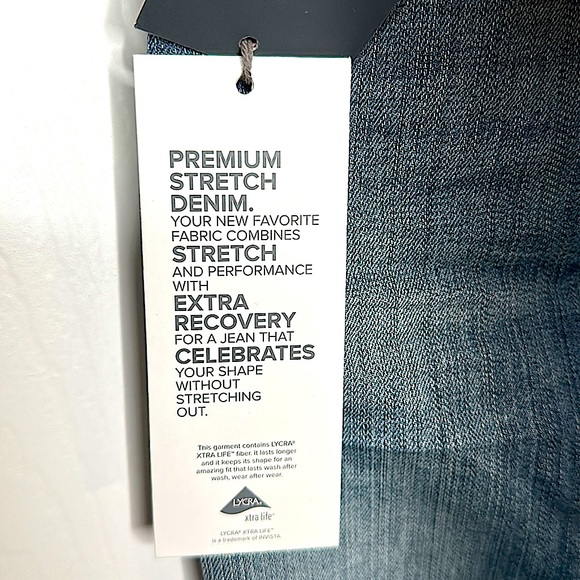 PREMIUM
STRETCH
DENIM.
YOUR NEW FAVORITE
FABRIC COMBINES
STRETCH
AND PERFORMANCE
WITH
EXTRA
RECOVERY
FOR A JEAN THAT
CELEBRATES
YOUR SHAPE
WITHOUT
STRETCHING
OUT.
This garment contains LYCRA®
XTRA LIFE™ fiber. it lasts longer
and it keeps its shape for an
amazing fit that lasts wash after
wash, wear after wear.
LYCRA®
xtra life™
LYCRA® XTRA LIFE™
is a trademark of INVISTA.